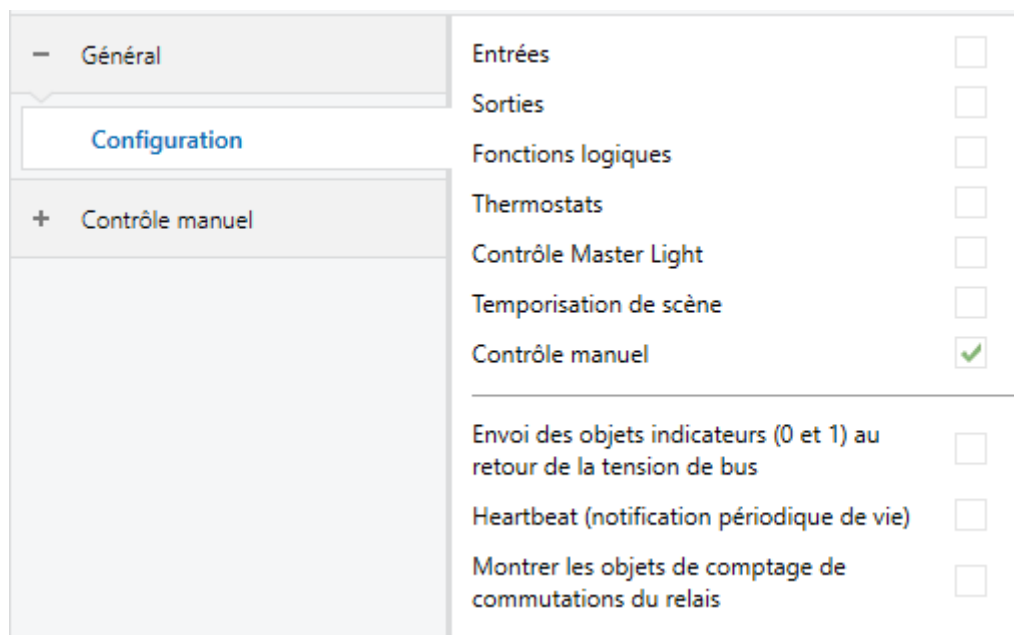 Général
Configuration
Contrôle manuel
Entrées
Sorties
Fonctions logiques
Thermostats
Contrôle Master Light
Temporisation de scène
Contrôle manuel
Envoi des objets indicateurs (0 et 1) au
retour de la tension de bus
Heartbeat (notification périodique de vie)
Montrer les objets de comptage de
commutations du relais